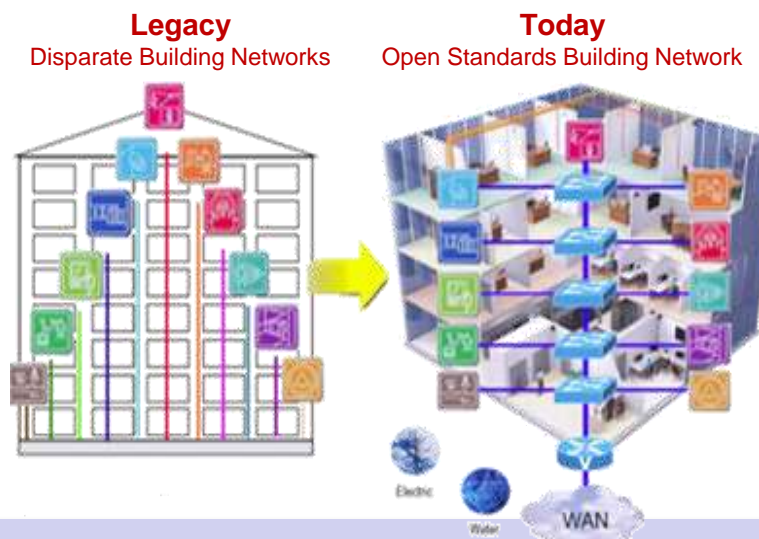 Legacy
Disparate Building Networks
Today
Open Standards Building Network
Electric
Water
WAN